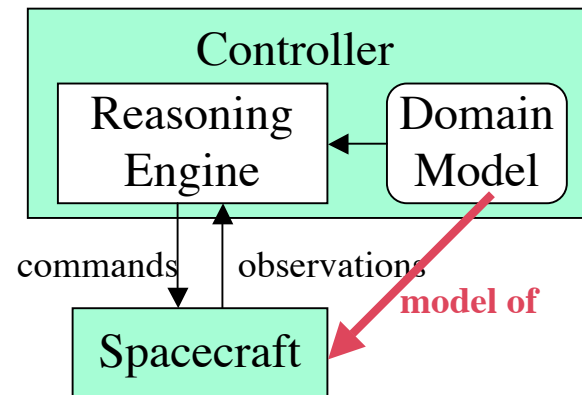 Controller
Reasoning
Engine
Domain
Model
commands
observations
model of
Spacecraft